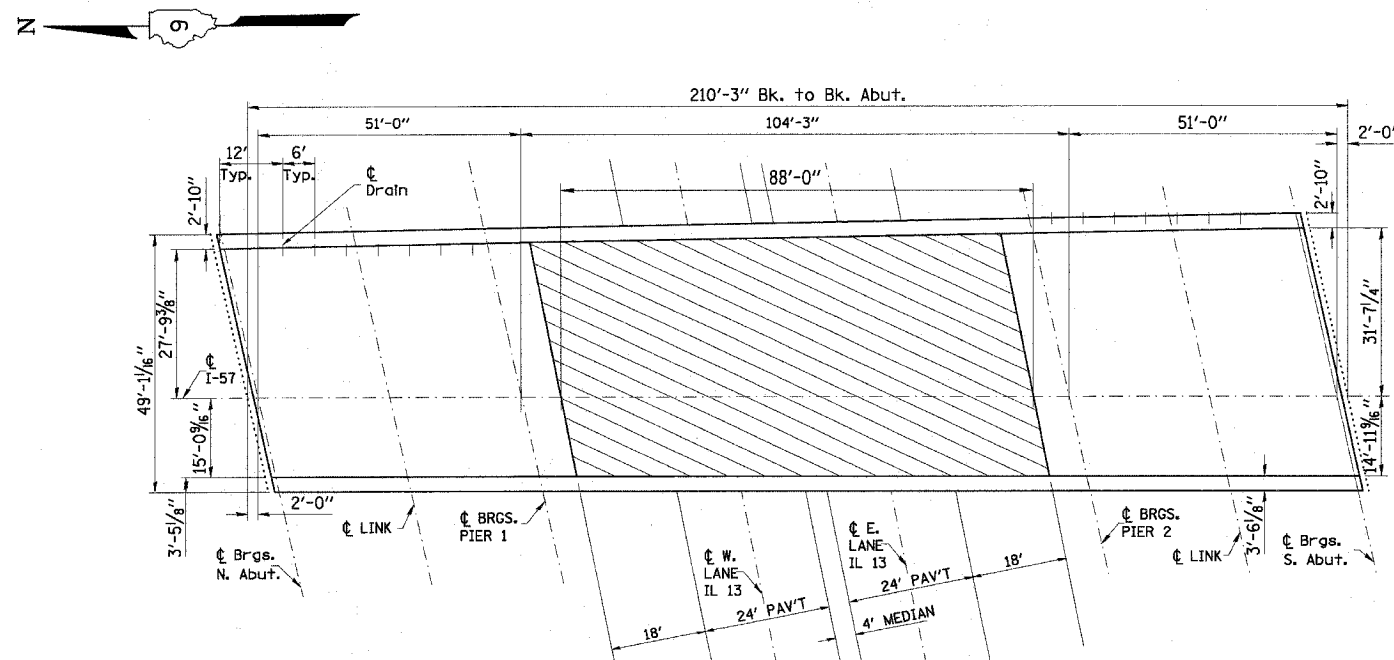 N
9
210'-3" Bk. to Bk. Abut.
51'-0"
104'-3"
51'-0"
2'-0"
12'
Typ.
6'
Typ.
℄
Drain
88'-0"
2'-10"
2'-10"
27'-9 3/8"
49'-1 1/16"
℄
I-57
15'-0 9/16"
31'-7 1/4"
14'-11 9/16"
3'-5 1/8"
2'-0"
3'-6 1/8"
℄ Brgs.
N. Abut.
℄ LINK
℄ BRGS.
PIER 1
℄ W.
LANE
IL 13
℄ E.
LANE
IL 13
℄ BRGS.
PIER 2
℄ LINK
℄ Brgs.
S. Abut.
18'
24' PAV'T
4' MEDIAN
24' PAV'T
18'